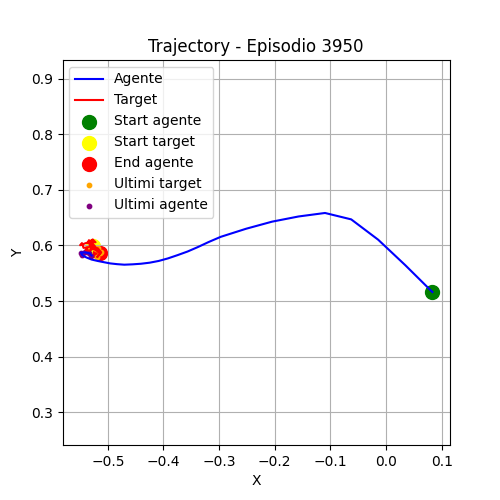 Trajectory - Episodio 3950
Agente
Target
Start agente
Start target
End agente
Ultimi target
Ultimi agente
0.9
0.8
0.7
0.6
0.5
0.4
0.3
Y
−0.5
−0.4
−0.3
−0.2
−0.1
0.0
0.1
X